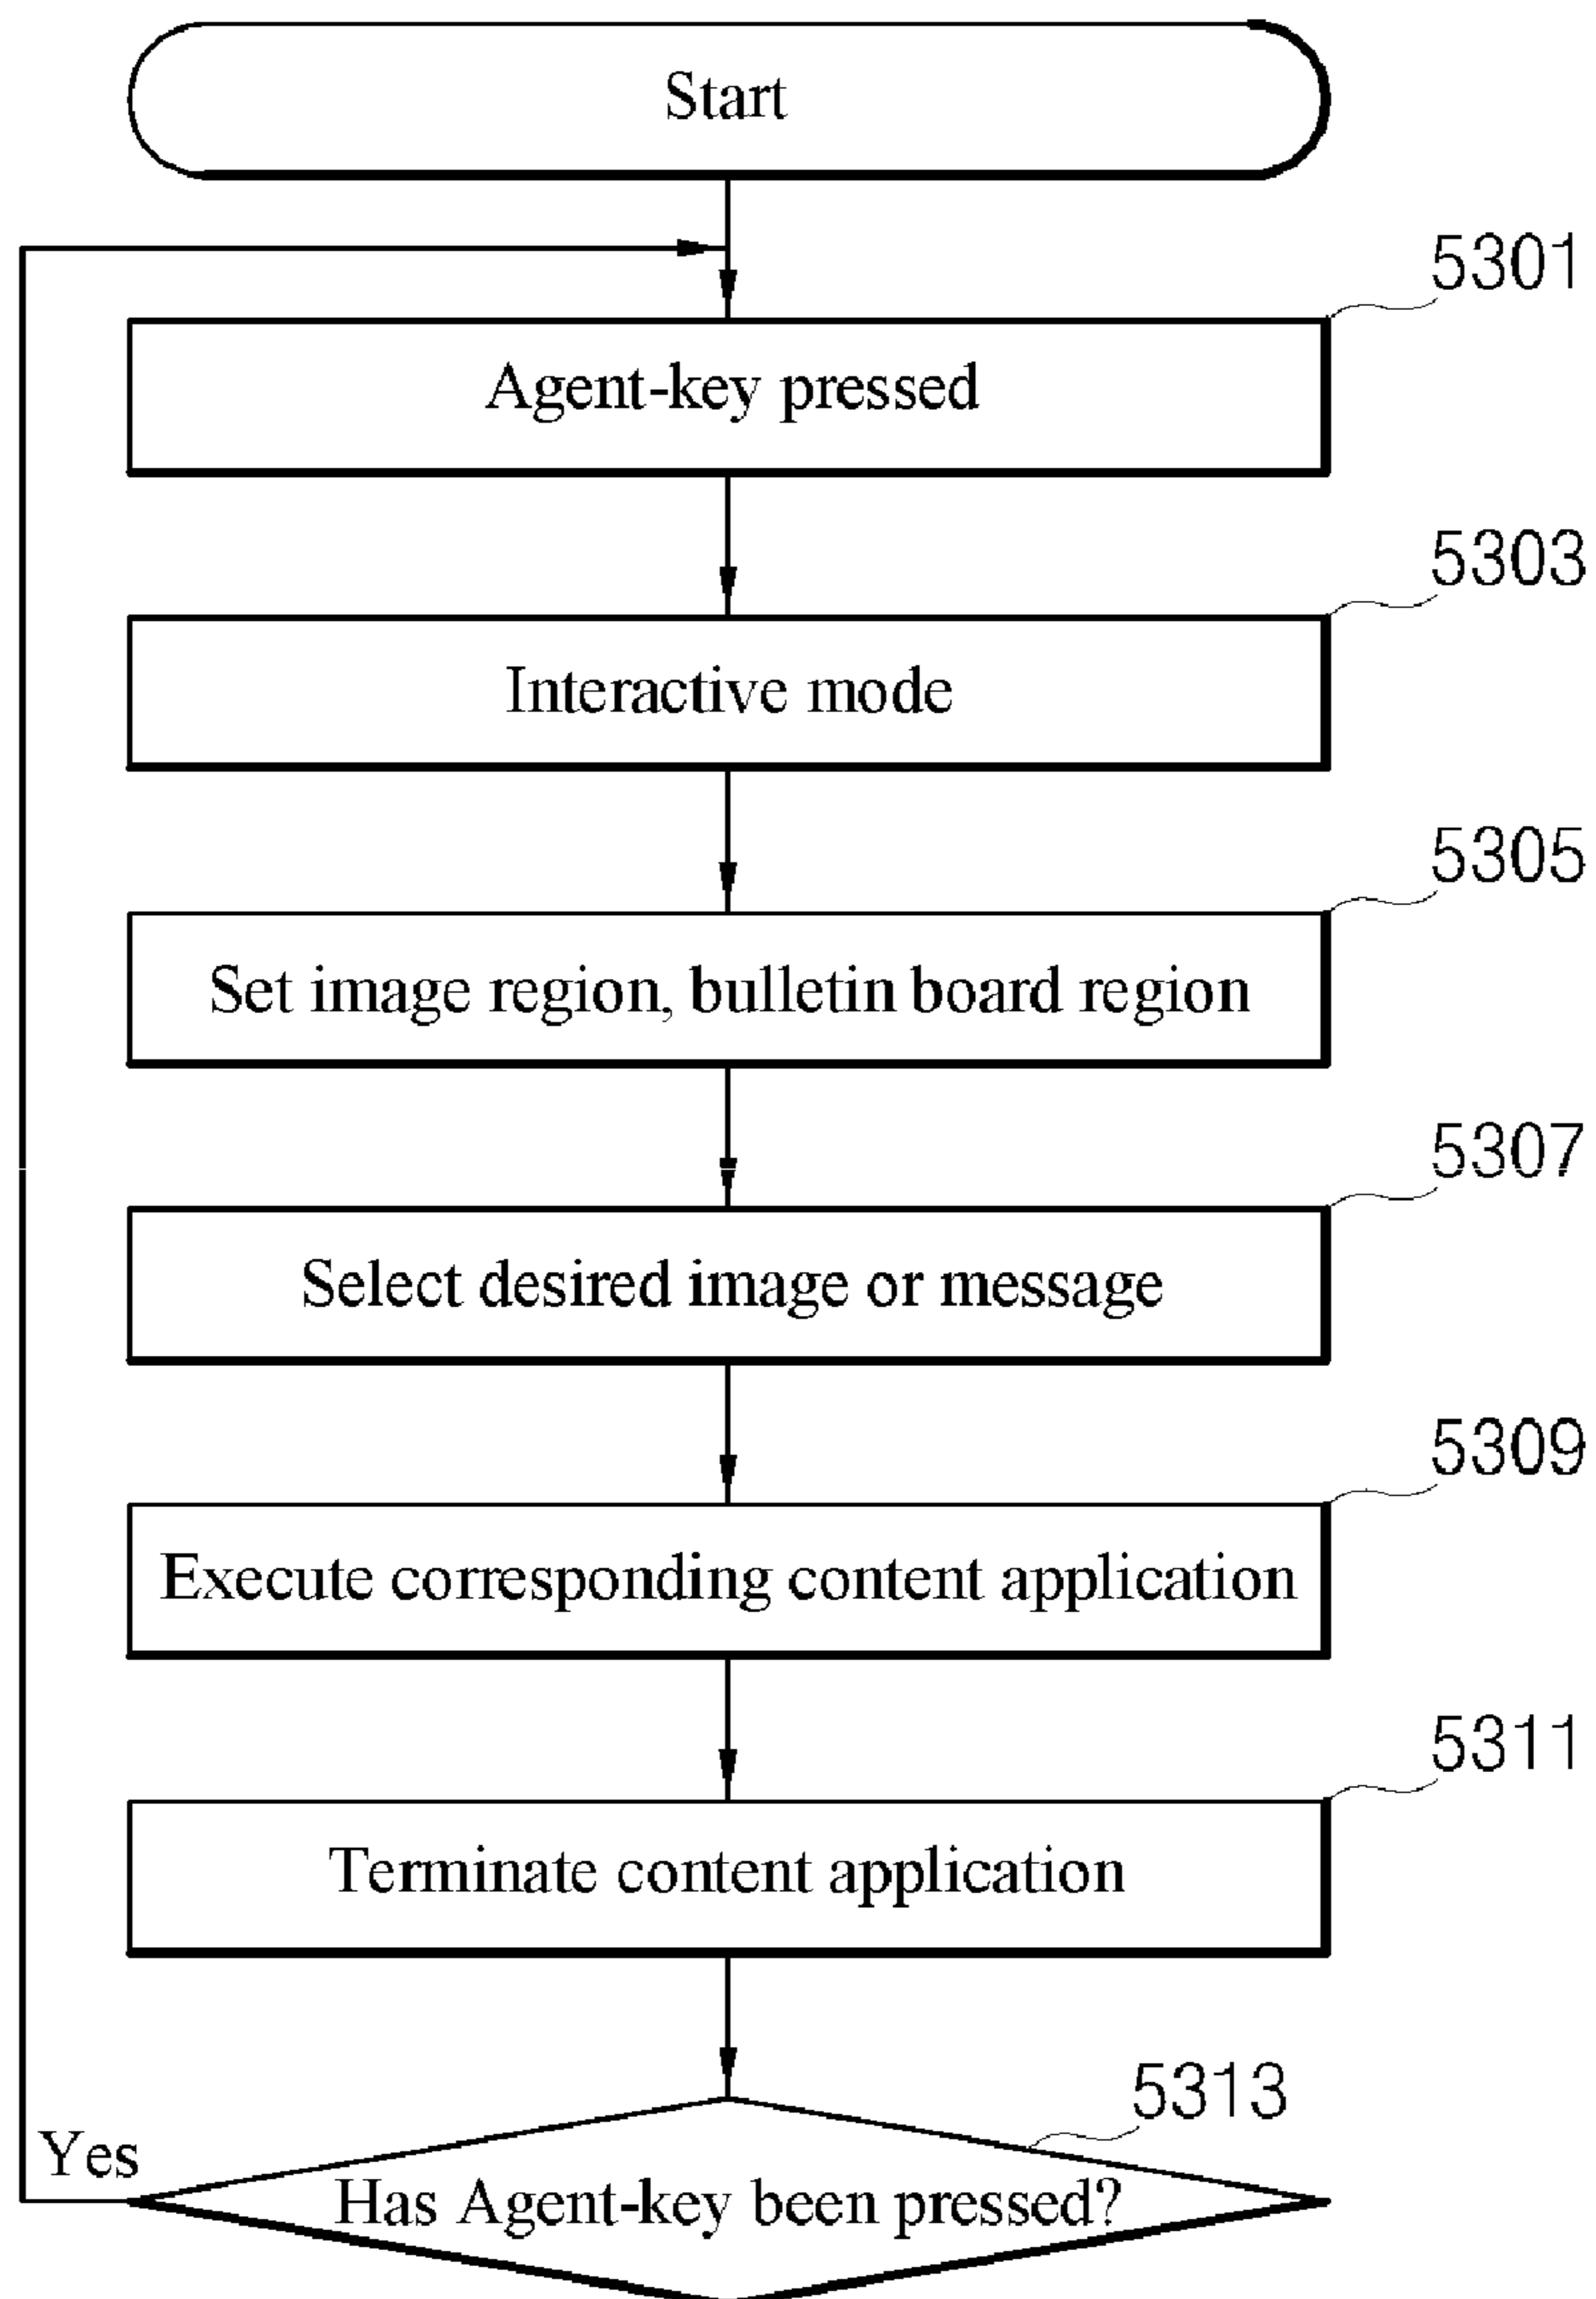 Start
5301
Agent-key pressed
5303
Interactive mode
5305
Set image region, bulletin board region
5307
Select desired image or message
5309
Execute corresponding content application
5311
Terminate content application
5313
Yes
Has Agent-key been pressed?